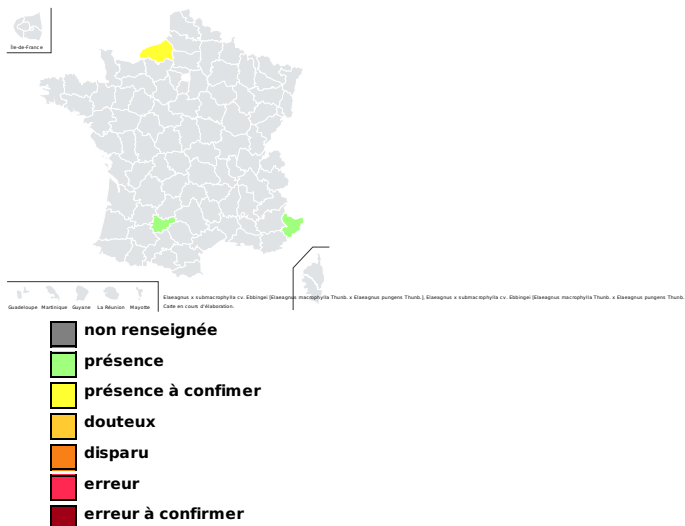 Île-de-France
Guadeloupe Martinique Guyane La Réunion Mayotte
Elaeagnus x submacrophylla cv. Ebbingei [Elaeagnus macrophylla Thunb. x Elaeagnus pungens Thunb.], Elaeagnus x submacrophylla cv. Ebbingei [Elaeagnus macrophylla Thunb. x Elaeagnus pungens Thunb.
Carte en cours d'élaboration.
non renseignée
présence
présence à confimer
douteux
disparu
erreur
erreur à confirmer